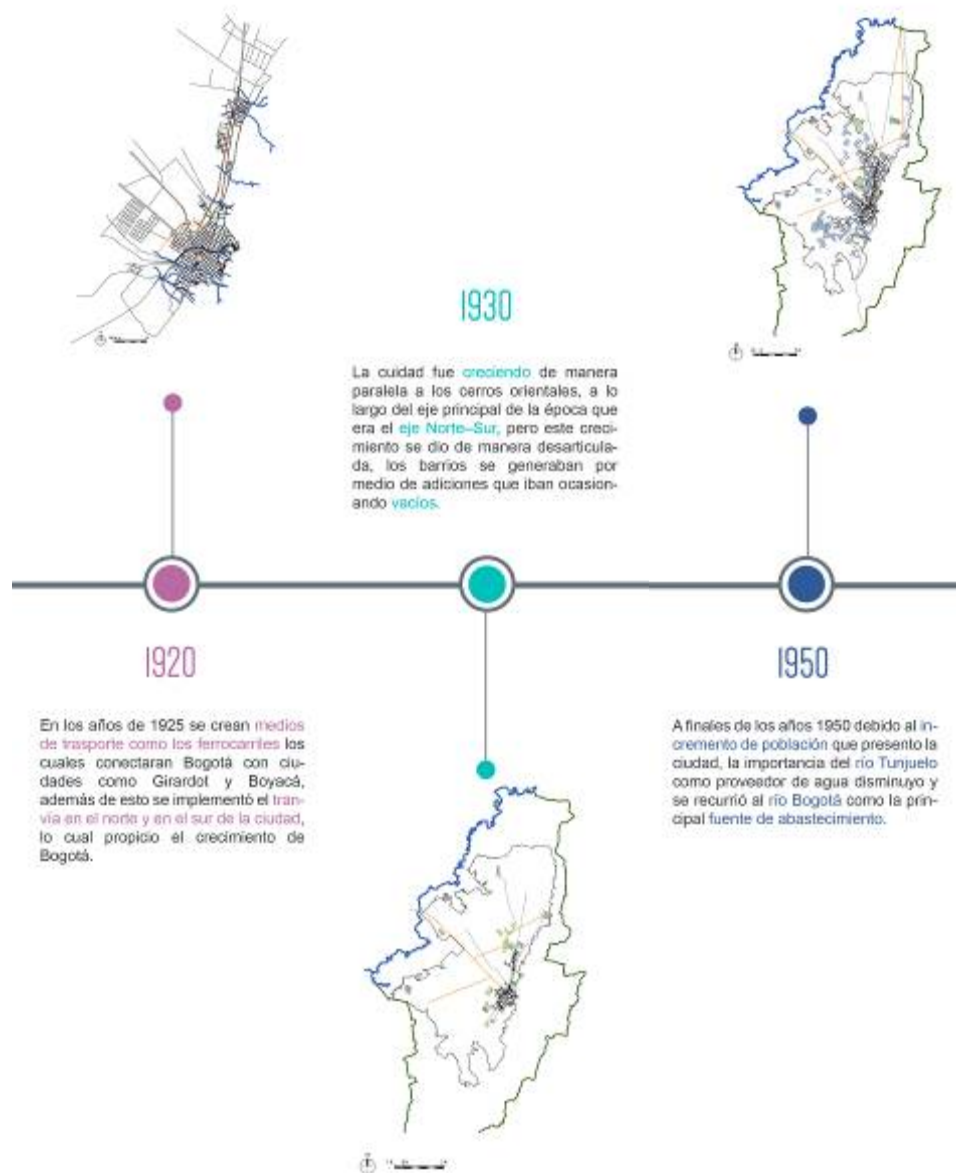 1930
La cuidad fue creciendo de manera
paralela a los cerros orientales, a lo
largo del eje principal de la época que
era el eje Norte–Sur, pero este creci-
miento se dio de manera desarticula-
da, los barrios se generaban por
medio de adiciones que iban ocasion-
ando vacíos.
1920
En los años de 1925 se crean medios
de trasporte como los ferrocarriles los
cuales conectaran Bogotá con ciu-
dades como Girardot y Boyacá,
además de esto se implementó el tran-
vía en el norte y en el sur de la ciudad,
lo cual propicio el crecimiento de
Bogotá.
1950
A finales de los años 1950 debido al in-
cremento de población que presento la
ciudad, la importancia del río Tunjuelo
como proveedor de agua disminuyo y
se recurrió al río Bogotá como la prin-
cipal fuente de abastecimiento.